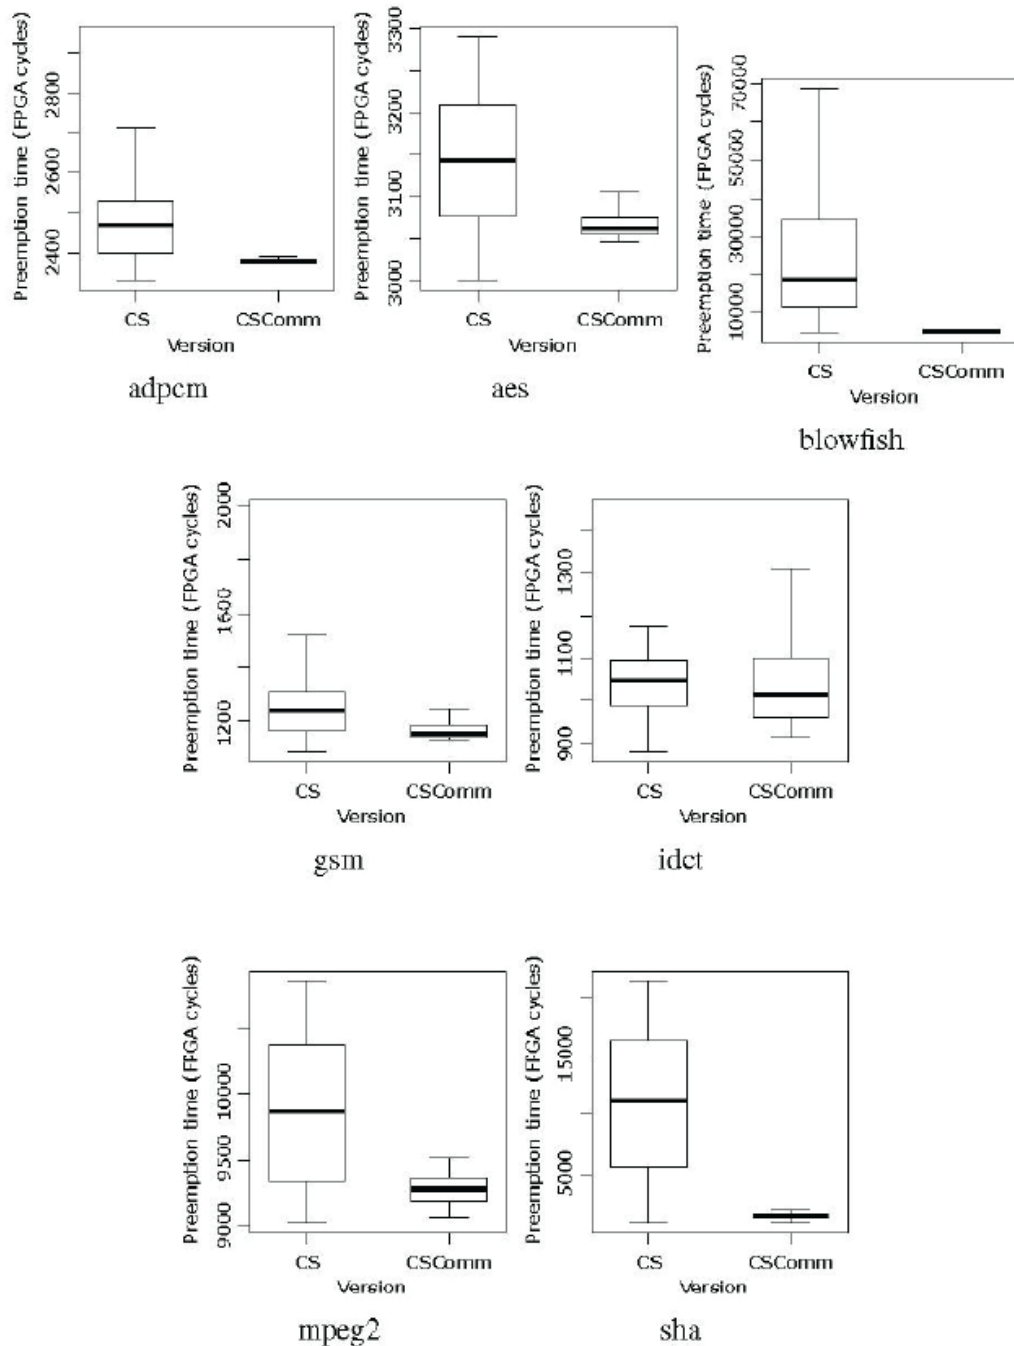 Preemption time (FPGA cycles)
2400 2600 2800
CS CSComm
Version
adpcm
Preemption time (FPGA cycles)
3000 3100 3200 3300
CS CSComm
Version
aes
Preemption time (FPGA cycles)
10000 30000 50000 70000
CS CSComm
Version
blowfish
Preemption time (FPGA cycles)
1200 1600 2000
CS CSComm
Version
gsm
Preemption time (FPGA cycles)
900 1100 1300
CS CSComm
Version
idct
Preemption time (FPGA cycles)
9000 9500 10000
CS CSComm
Version
mpeg2
Preemption time (FPGA cycles)
5000 15000
CS CSComm
Version
sha